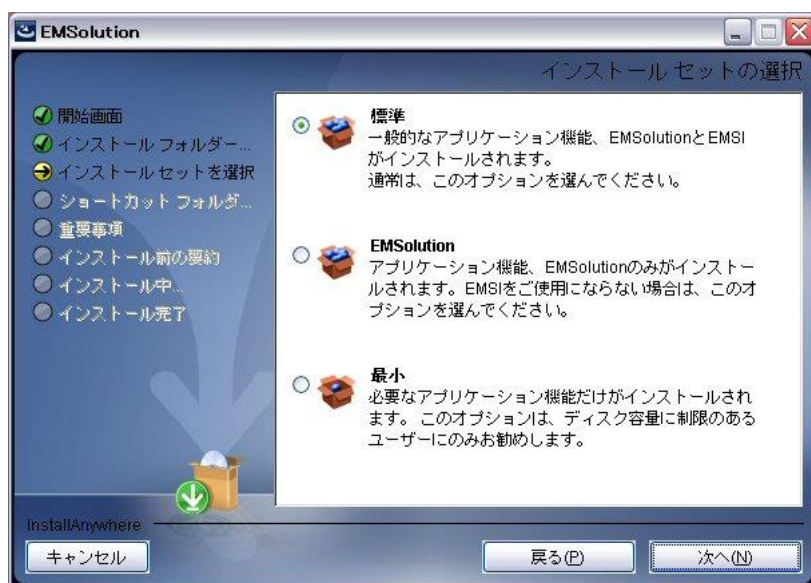 EMSolution
インストール セットの選択
開始画面
インストール フォルダー...
インストール セットを選択
ショートカット フォルダ...
重要事項
インストール前の要約
インストール中...
インストール完了
標準
一般的なアプリケーション機能、EMSolutionとEMSI
がインストールされます。
通常は、このオプションを選んでください。
EMSolution
アプリケーション機能、EMSolutionのみがインストー
ルされます。EMSIをご使用にならない場合は、このオ
プションを選んでください。
最小
必要なアプリケーション機能だけがインストールされ
ます。 このオプションは、ディスク容量に制限のある
ユーザーにのみお勧めします。
InstallAnywhere
キャンセル
戻る(P)
次へ(N)